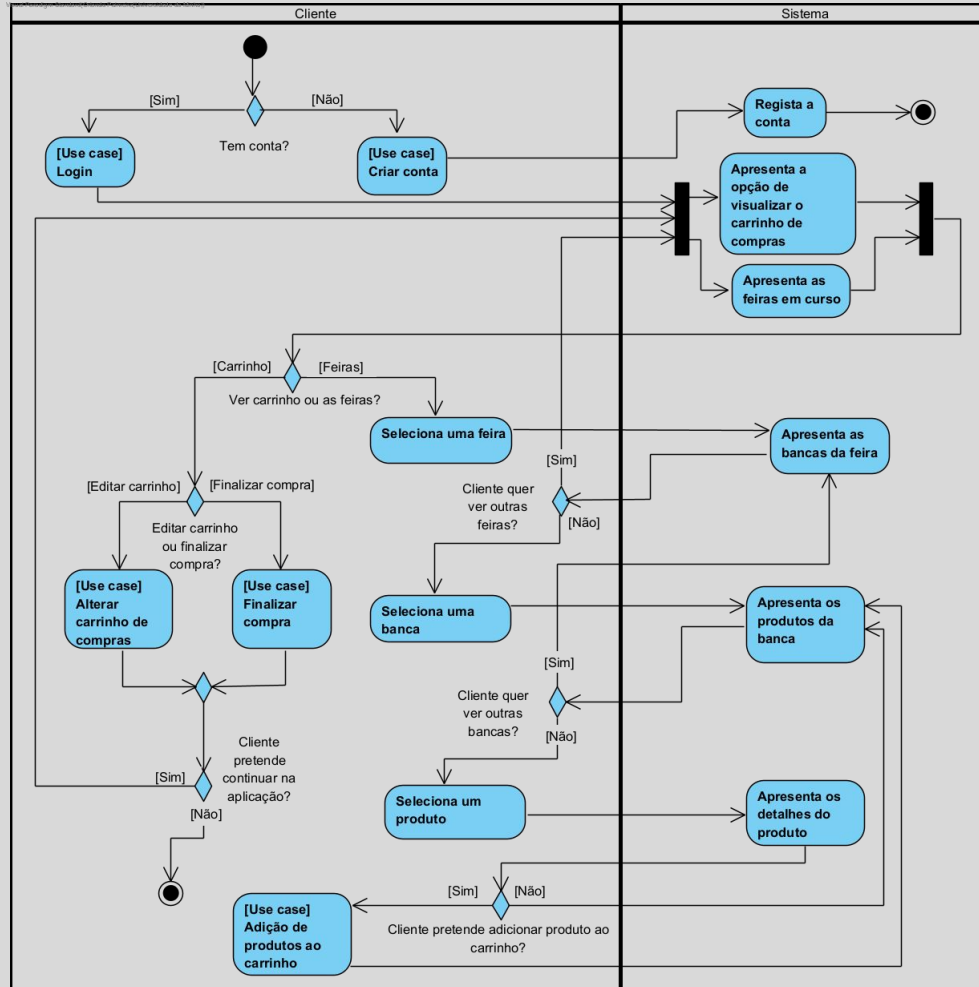 Cliente
Sistema
[Sim]
[Não]
Tem conta?
[Use case]
Login
[Use case]
Criar conta
Regista a
conta
Apresenta a
opção de
visualizar o
carrinho de
compras
Apresenta as
feiras em curso
[Carrinho]
[Feiras]
Ver carrinho ou as feiras?
Seleciona uma feira
Apresenta as
bancas da feira
[Sim]
Cliente quer
ver outras
feiras?
[Não]
[Editar carrinho]
[Finalizar compra]
Editar carrinho
ou finalizar
compra?
[Use case]
Alterar
carrinho de
compras
[Use case]
Finalizar
compra
Seleciona uma
banca
Apresenta os
produtos da
banca
[Sim]
Cliente quer
ver outras
bancas?
[Não]
Cliente
pretende
continuar na
aplicação?
[Sim]
[Não]
Seleciona um
produto
Apresenta os
detalhes do
produto
[Sim]
[Não]
Cliente pretende adicionar produto ao
carrinho?
[Use case]
Adição de
produtos ao
carrinho